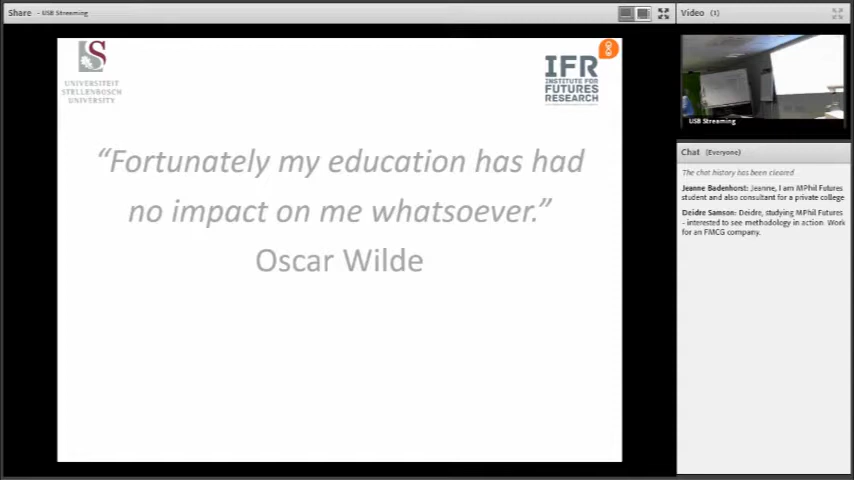 Share - USB Streaming
Video (1)
UNIVERSITEIT
STELLENBOSCH
UNIVERSITY
IFR
INSTITUTE FOR
FUTURES
RESEARCH
“Fortunately my education has had
no impact on me whatsoever.”
Oscar Wilde
USB Streaming
Chat (Everyone)
The chat history has been cleared
Jeanne Badenhorst: Jeanne, I am MPhil Futures
student and also consultant for a private college
Deidre Samson: Deidre, studying MPhil Futures
- interested to see methodology in action. Work
for an FMCG company.